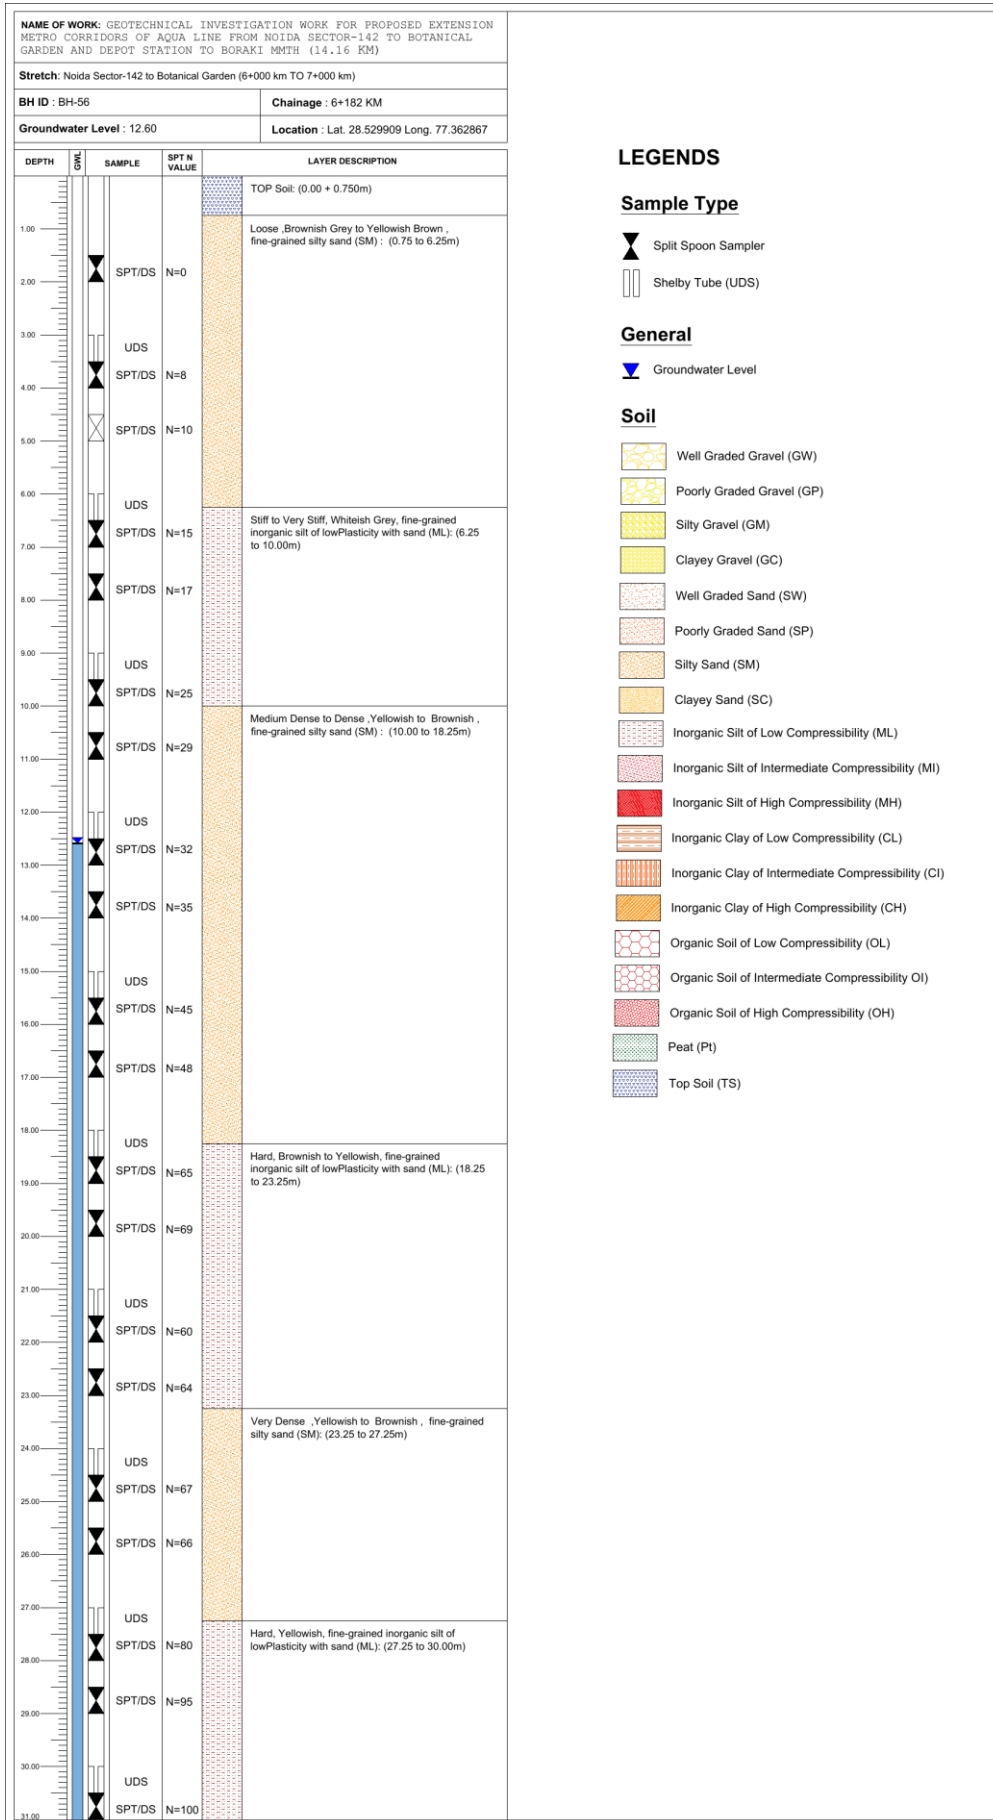 NAME OF WORK: GEOTECHNICAL INVESTIGATION WORK FOR PROPOSED EXTENSION
METRO CORRIDORS OF AQUA LINE FROM NOIDA SECTOR-142 TO BOTANICAL
GARDEN AND DEPOT STATION TO BORAKI MMTH (14.16 KM)
Stretch: Noida Sector-142 to Botanical Garden (6+000 km TO 7+000 km)
BH ID : BH-56
Chainage : 6+182 KM
Groundwater Level : 12.60
Location : Lat. 28.529909 Long. 77.362867
DEPTH
GWL
SAMPLE
SPT N
VALUE
LAYER DESCRIPTION
TOP Soil: (0.00 + 0.750m)
1.00
Loose ,Brownish Grey to Yellowish Brown ,
fine-grained silty sand (SM) : (0.75 to 6.25m)
SPT/DS N=0
2.00
3.00
UDS
SPT/DS N=8
4.00
SPT/DS N=10
5.00
6.00
UDS
Stiff to Very Stiff, Whiteish Grey, fine-grained
inorganic silt of lowPlasticity with sand (ML): (6.25
to 10.00m)
SPT/DS N=15
7.00
SPT/DS N=17
8.00
9.00
UDS
SPT/DS N=25
10.00
Medium Dense to Dense ,Yellowish to Brownish ,
fine-grained silty sand (SM) : (10.00 to 18.25m)
SPT/DS N=29
11.00
12.00
UDS
SPT/DS N=32
13.00
SPT/DS N=35
14.00
15.00
UDS
SPT/DS N=45
16.00
SPT/DS N=48
17.00
18.00
UDS
Hard, Brownish to Yellowish, fine-grained
inorganic silt of lowPlasticity with sand (ML): (18.25
to 23.25m)
SPT/DS N=65
19.00
SPT/DS N=69
20.00
21.00
UDS
SPT/DS N=60
22.00
SPT/DS N=64
23.00
Very Dense ,Yellowish to Brownish , fine-grained
silty sand (SM): (23.25 to 27.25m)
24.00
UDS
SPT/DS N=67
25.00
SPT/DS N=66
26.00
27.00
UDS
Hard, Yellowish, fine-grained inorganic silt of
lowPlasticity with sand (ML): (27.25 to 30.00m)
SPT/DS N=80
28.00
SPT/DS N=95
29.00
30.00
UDS
SPT/DS N=100
31.00
LEGENDS
Sample Type
Split Spoon Sampler
Shelby Tube (UDS)
General
Groundwater Level
Soil
Well Graded Gravel (GW)
Poorly Graded Gravel (GP)
Silty Gravel (GM)
Clayey Gravel (GC)
Well Graded Sand (SW)
Poorly Graded Sand (SP)
Silty Sand (SM)
Clayey Sand (SC)
Inorganic Silt of Low Compressibility (ML)
Inorganic Silt of Intermediate Compressibility (MI)
Inorganic Silt of High Compressibility (MH)
Inorganic Clay of Low Compressibility (CL)
Inorganic Clay of Intermediate Compressibility (CI)
Inorganic Clay of High Compressibility (CH)
Organic Soil of Low Compressibility (OL)
Organic Soil of Intermediate Compressibility OI)
Organic Soil of High Compressibility (OH)
Peat (Pt)
Top Soil (TS)